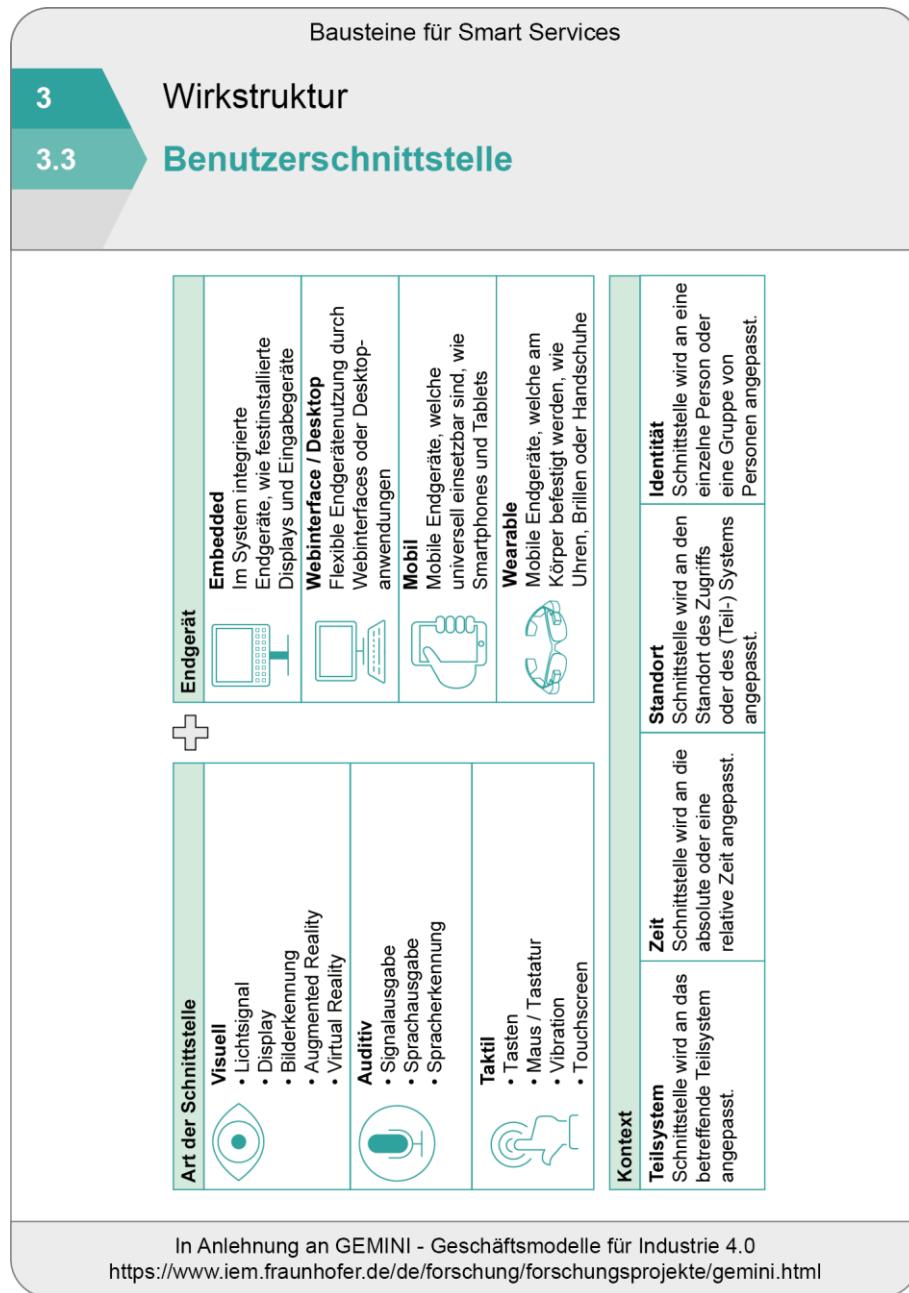 Bausteine für Smart Services
3
Wirkstruktur
3.3
Benutzerschnittstelle
Art der Schnittstelle
Visuell
• Lichtsignal
• Display
• Bilderkennung
• Augmented Reality
• Virtual Reality
Auditiv
• Signalausgabe
• Sprachausgabe
• Spracherkennung
Taktil
• Tasten
• Maus / Tastatur
• Vibration
• Touchscreen
Endgerät
Embedded
Im System integrierte
Endgeräte, wie festinstallierte
Displays und Eingabegeräte
Webinterface / Desktop
Flexible Endgerätenutzung durch
Webinterfaces oder Desktop-
anwendungen
Mobil
Mobile Endgeräte, welche
universell einsetzbar sind, wie
Smartphones und Tablets
Wearable
Mobile Endgeräte, welche am
Körper befestigt werden, wie
Uhren, Brillen oder Handschuhe
Kontext
Teilsystem
Schnittstelle wird an das
betreffende Teilsystem
angepasst.
Zeit
Schnittstelle wird an die
absolute oder eine
relative Zeit angepasst.
Standort
Schnittstelle wird an den
Standort des Zugriffs
oder des (Teil-) Systems
angepasst.
Identität
Schnittstelle wird an eine
einzelne Person oder
eine Gruppe von
Personen angepasst.
In Anlehnung an GEMINI - Geschäftsmodelle für Industrie 4.0
https://www.iem.fraunhofer.de/de/forschung/forschungsprojekte/gemini.html